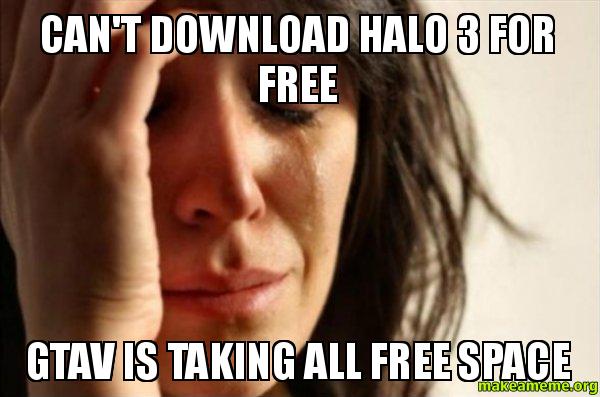 CAN'T DOWNLOAD HALO 3 FOR
FREE
GTAV IS TAKING ALL FREE SPACE
makeameme.org